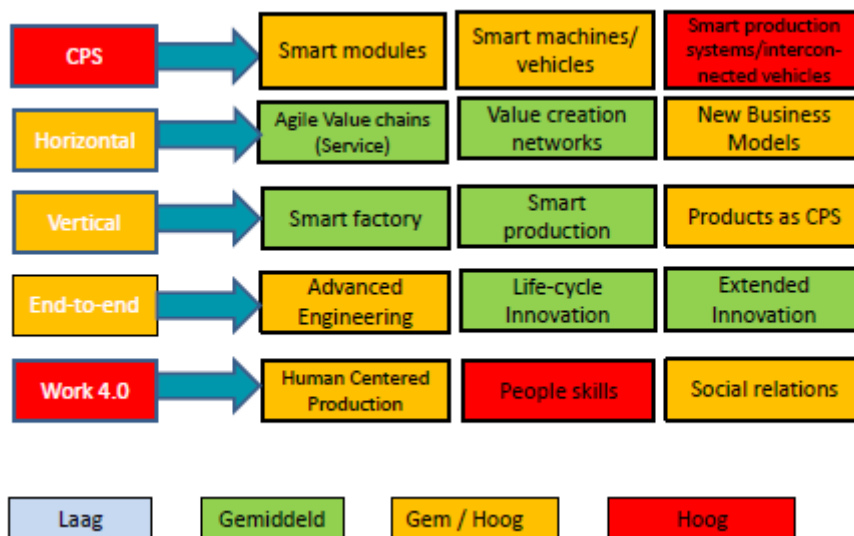 CPS
Smart modules
Smart machines/
vehicles
Smart production
systems/intercon-
nected vehicles
Horizontal
Agile Value chains
(Service)
Value creation
networks
New Business
Models
Vertical
Smart factory
Smart
production
Products as CPS
End-to-end
Advanced
Engineering
Life-cycle
Innovation
Extended
Innovation
Work 4.0
Human Centered
Production
People skills
Social relations
Laag
Gemiddeld
Gem / Hoog
Hoog